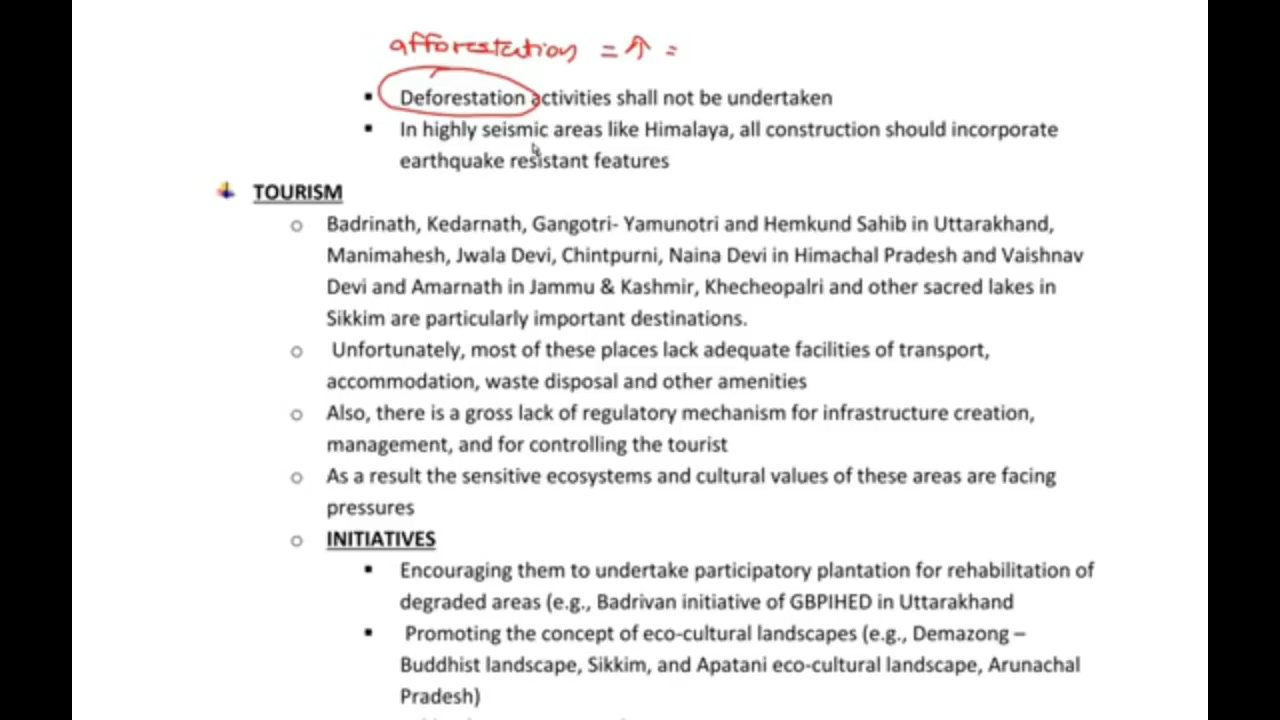 afforestation = ↑ =
▪ Deforestation activities shall not be undertaken
▪ In highly seismic areas like Himalaya, all construction should incorporate
earthquake resistant features
TOURISM
o Badrinath, Kedarnath, Gangotri- Yamunotri and Hemkund Sahib in Uttarakhand,
Manimahesh, Jwala Devi, Chintpurni, Naina Devi in Himachal Pradesh and Vaishnav
Devi and Amarnath in Jammu & Kashmir, Khecheopalri and other sacred lakes in
Sikkim are particularly important destinations.
o Unfortunately, most of these places lack adequate facilities of transport,
accommodation, waste disposal and other amenities
o Also, there is a gross lack of regulatory mechanism for infrastructure creation,
management, and for controlling the tourist
o As a result the sensitive ecosystems and cultural values of these areas are facing
pressures
o INITIATIVES
▪ Encouraging them to undertake participatory plantation for rehabilitation of
degraded areas (e.g., Badrivan initiative of GBPIHED in Uttarakhand
▪ Promoting the concept of eco-cultural landscapes (e.g., Demazong –
Buddhist landscape, Sikkim, and Apatani eco-cultural landscape, Arunachal
Pradesh)